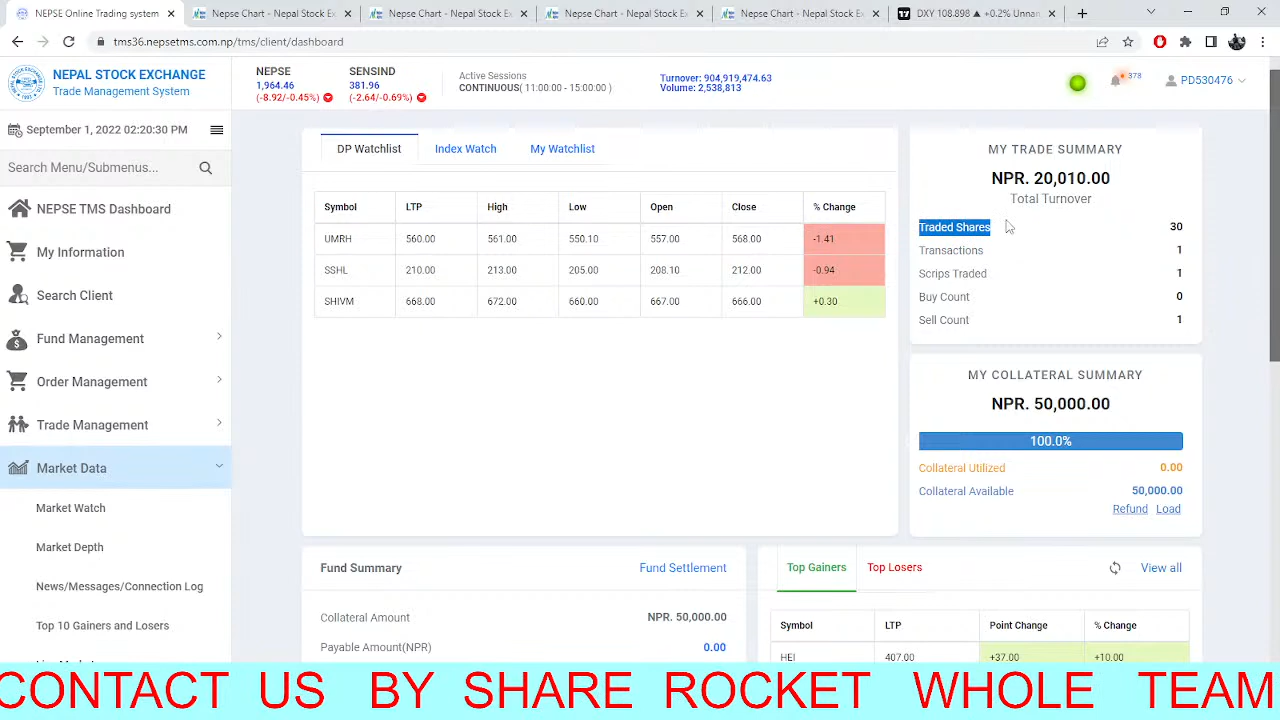 NEPSE Online Trading system
Nepse Chart - Nepal Stock Ex
Nepse Chart - Nepal Stock Ex
Nepse Chart - Nepal Stock Ex
Nepse Chart - Nepal Stock Ex
DXY 108.898 ▲ +0.2% Unnan
tms36.nepsetms.com.np/tms/client/dashboard
NEPAL STOCK EXCHANGE
Trade Management System
NEPSE
1,964.46
(-8.92/-0.45%)
SENSIND
381.96
(-2.64/-0.69%)
Active Sessions
CONTINUOUS( 11:00:00 - 15:00:00 )
Turnover: 904,919,474.63
Volume: 2,538,813
378
PD530476
September 1, 2022 02:20:30 PM
Search Menu/Submenus...
NEPSE TMS Dashboard
My Information
Search Client
Fund Management
Order Management
Trade Management
Market Data
Market Watch
Market Depth
News/Messages/Connection Log
Top 10 Gainers and Losers
DP Watchlist Index Watch My Watchlist
Symbol LTP High Low Open Close % Change
UMRH 560.00 561.00 550.10 557.00 568.00 -1.41
SSHL 210.00 213.00 205.00 208.10 212.00 -0.94
SHIVM 668.00 672.00 660.00 667.00 666.00 +0.30
MY TRADE SUMMARY
NPR. 20,010.00
Total Turnover
Traded Shares 30
Transactions 1
Scrips Traded 1
Buy Count 0
Sell Count 1
MY COLLATERAL SUMMARY
NPR. 50,000.00
100.0%
Collateral Utilized 0.00
Collateral Available 50,000.00
Refund Load
Fund Summary Fund Settlement
Collateral Amount NPR. 50,000.00
Payable Amount(NPR) 0.00
Top Gainers Top Losers View all
Symbol LTP Point Change % Change
HEI 407.00 +37.00 +10.00
CONTACT US BY SHARE ROCKET WHOLE TEAM